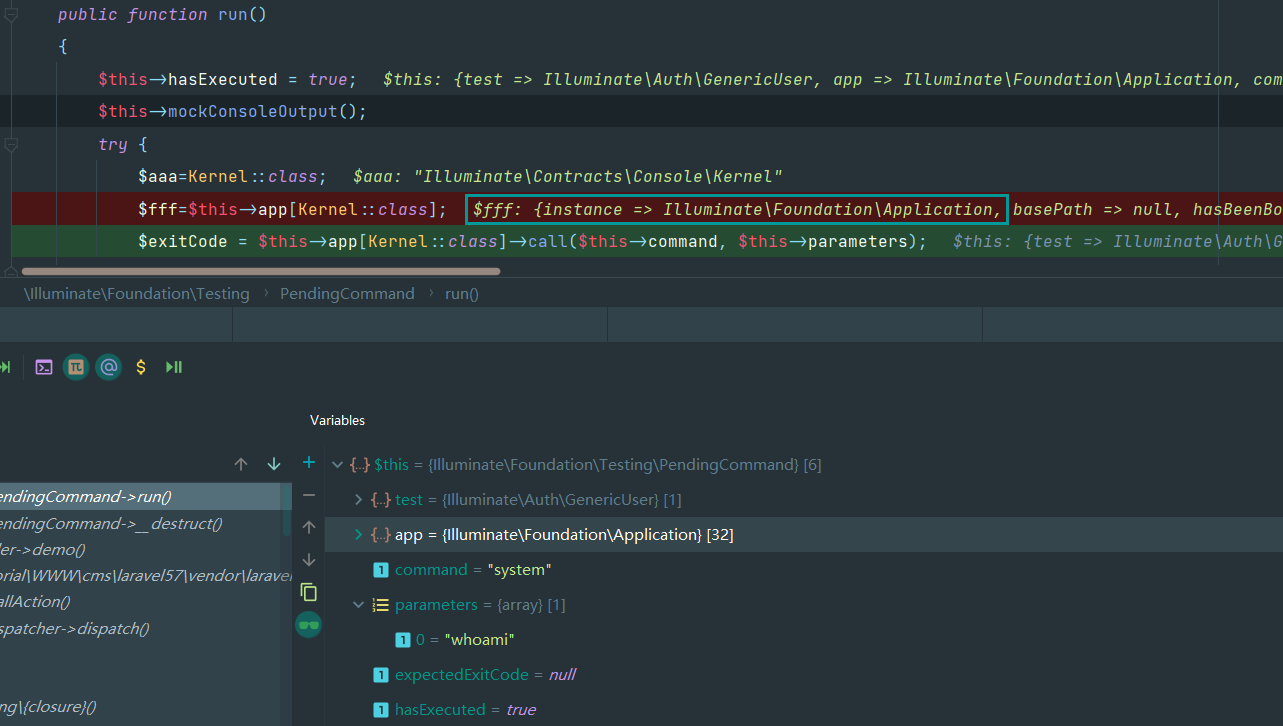 public function run()
{
$this->hasExecuted = true;   $this: {test => Illuminate\Auth\GenericUser, app => Illuminate\Foundation\Application, com
$this->mockConsoleOutput();
try {
$aaa=Kernel::class;   $aaa: "Illuminate\Contracts\Console\Kernel"
$fff=$this->app[Kernel::class];   $fff: {instance => Illuminate\Foundation\Application, basePath => null, hasBeenBo
$exitCode = $this->app[Kernel::class]->call($this->command, $this->parameters);   $this: {test => Illuminate\Auth\G
\Illuminate\Foundation\Testing › PendingCommand › run()
Variables
$this = {Illuminate\Foundation\Testing\PendingCommand} [6]
endingCommand->run()
test = {Illuminate\Auth\GenericUser} [1]
endingCommand->__destruct()
app = {Illuminate\Foundation\Application} [32]
ler->demo()
command = "system"
orial\WWW\cms\laravel57\vendor\larave
allAction()
parameters = {array} [1]
spatcher->dispatch()
0 = "whoami"
expectedExitCode = null
ng\{closure}()
hasExecuted = true